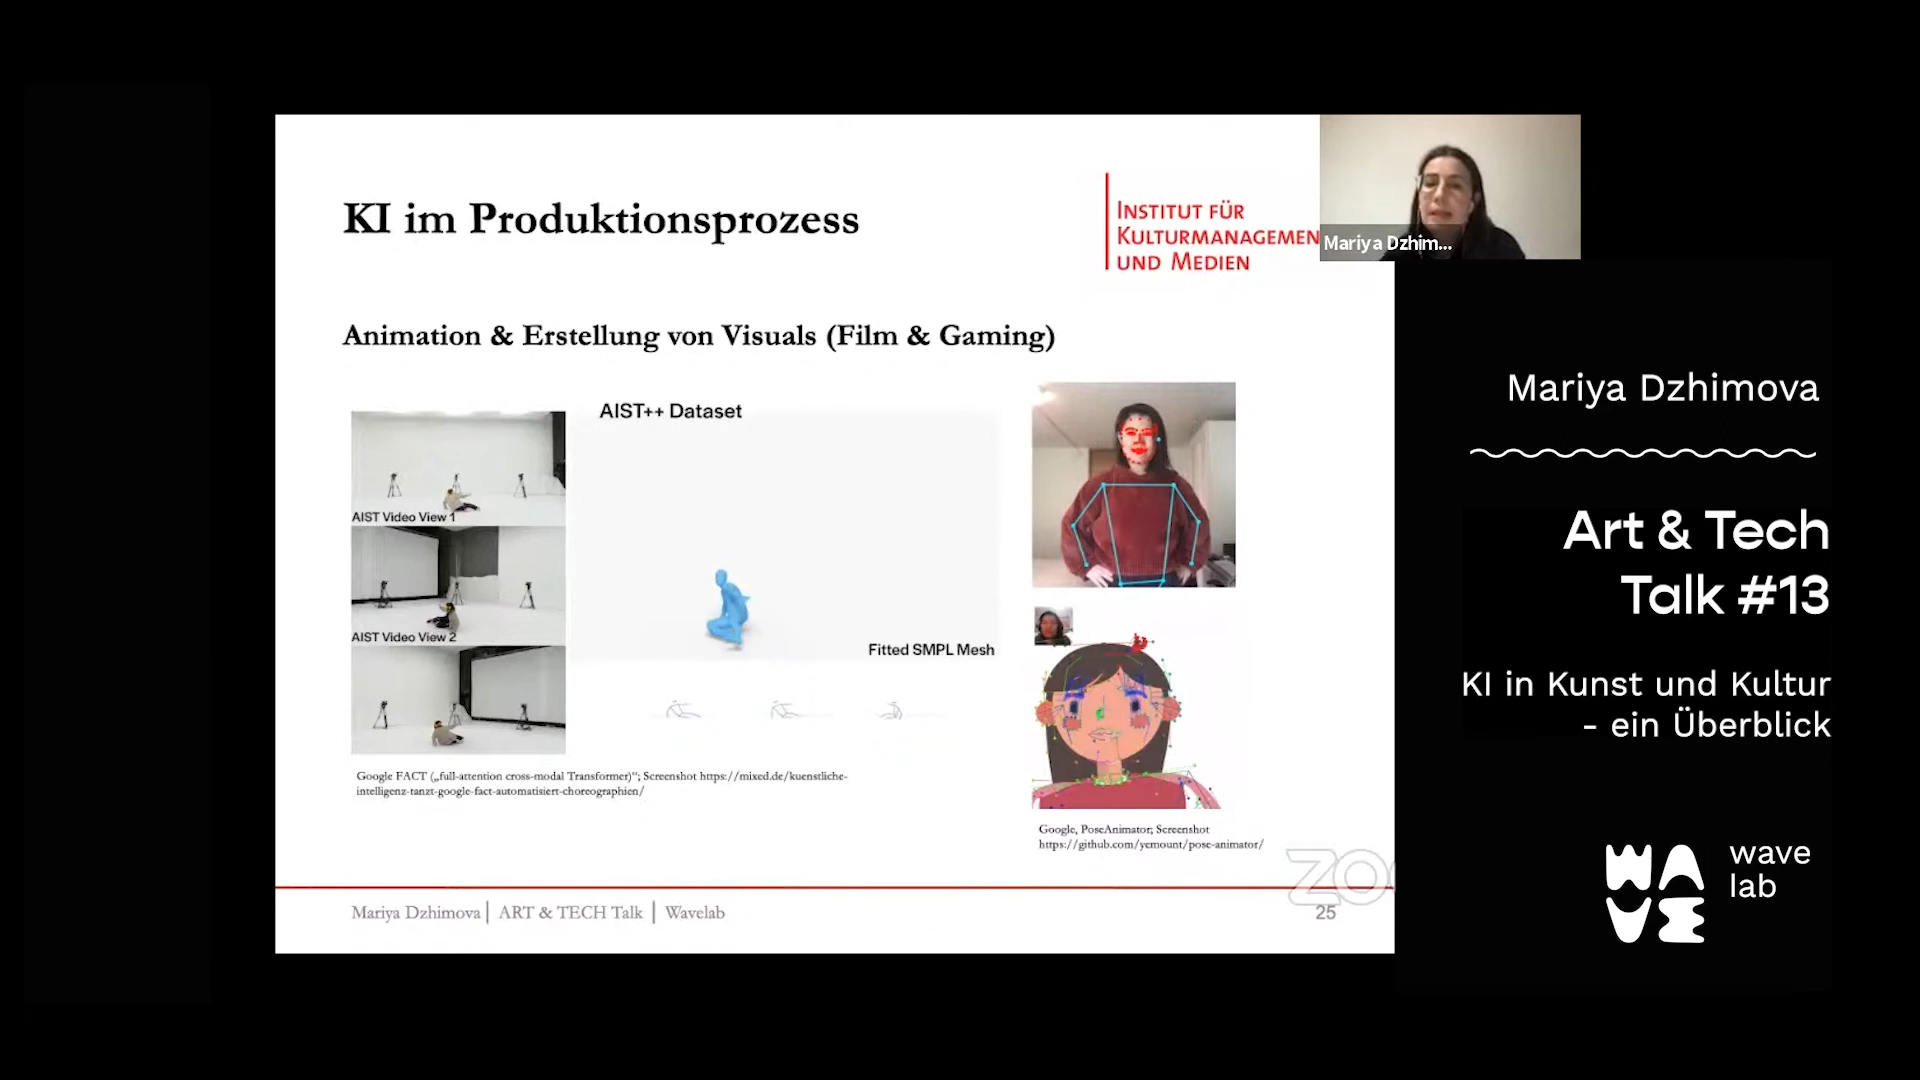 KI im Produktionsprozess
INSTITUT FÜR
KULTURMANAGEMEN
UND MEDIEN
Mariya Dzhim...
Animation & Erstellung von Visuals (Film & Gaming)
AIST++ Dataset
AIST Video View 1
AIST Video View 2
Fitted SMPL Mesh
Google FACT („full-attention cross-modal Transformer)“; Screenshot https://mixed.de/kuenstliche-
intelligenz-tanzt-google-fact-automatisiert-choreographien/
Google, PoseAnimator; Screenshot
https://github.com/yemount/pose-animator/
ZOO
Mariya Dzhimova | ART & TECH Talk | Wavelab
25
Mariya Dzhimova
Art & Tech
Talk #13
KI in Kunst und Kultur
- ein Überblick
WA
VE
wave
lab